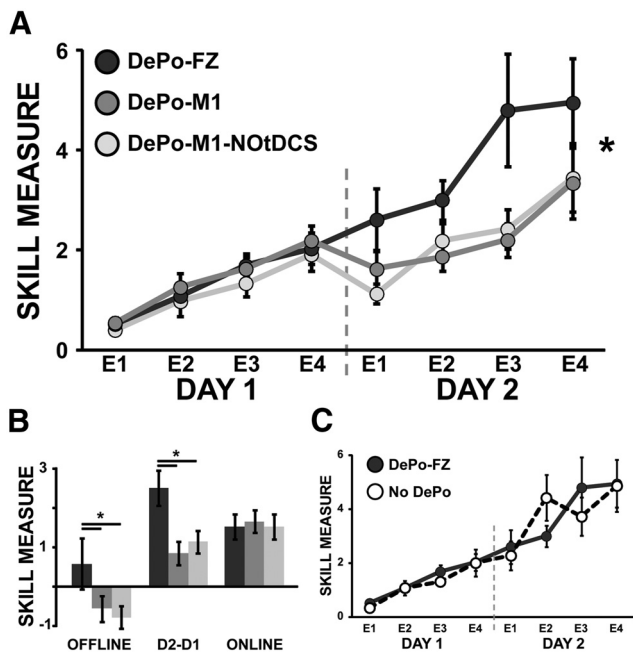 A
SKILL MEASURE
6
4
2
0
DePo-FZ
DePo-M1
DePo-M1-NOtDCS
*
E1 E2 E3 E4 E1 E2 E3 E4
DAY 1 DAY 2
B
SKILL MEASURE
3
1
-1
* *
OFFLINE D2-D1 ONLINE
C
SKILL MEASURE
6
4
2
0
DePo-FZ
No DePo
E1 E2 E3 E4 E1 E2 E3 E4
DAY 1 DAY 2